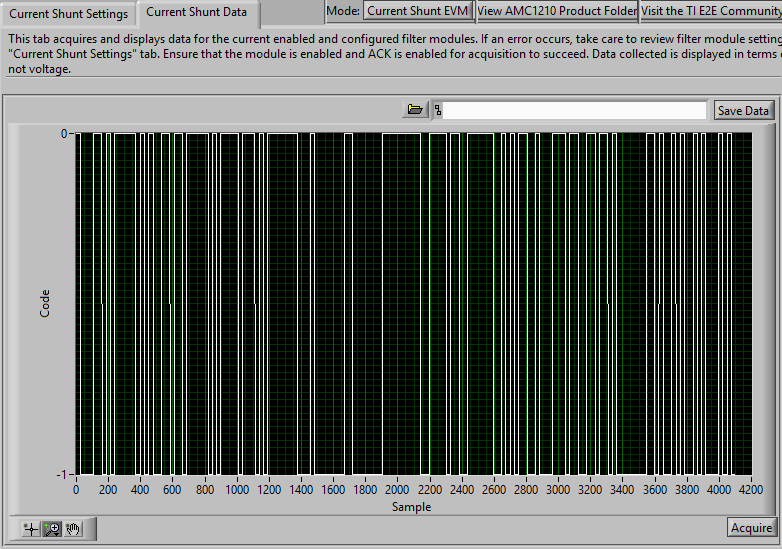 Current Shunt Settings
Current Shunt Data
Mode:
Current Shunt EVM
View AMC1210 Product Folder
Visit the TI E2E Community
This tab acquires and displays data for the current enabled and configured filter modules. If an error occurs, take care to review filter module setting
"Current Shunt Settings" tab. Ensure that the module is enabled and ACK is enabled for acquisition to succeed. Data collected is displayed in terms
not voltage.
Save Data
0
Code
-1
0 200 400 600 800 1000 1200 1400 1600 1800 2000 2200 2400 2600 2800 3000 3200 3400 3600 3800 4000 4200
Sample
Acquire